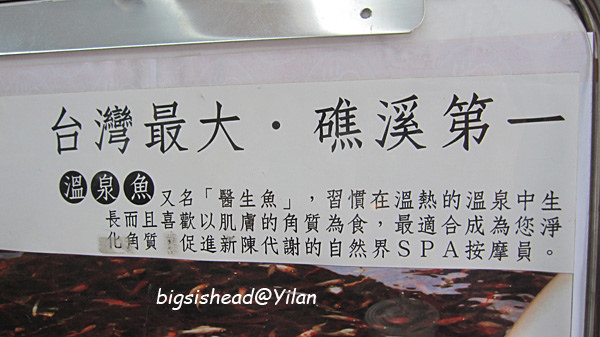 台灣最大・礁溪第一
溫泉魚又名「醫生魚」，習慣在溫熱的溫泉中生
長而且喜歡以肌膚的角質為食，最適合成為您淨
化角質，促進新陳代謝的自然界ＳＰＡ按摩員。
bigsishead@Yilan